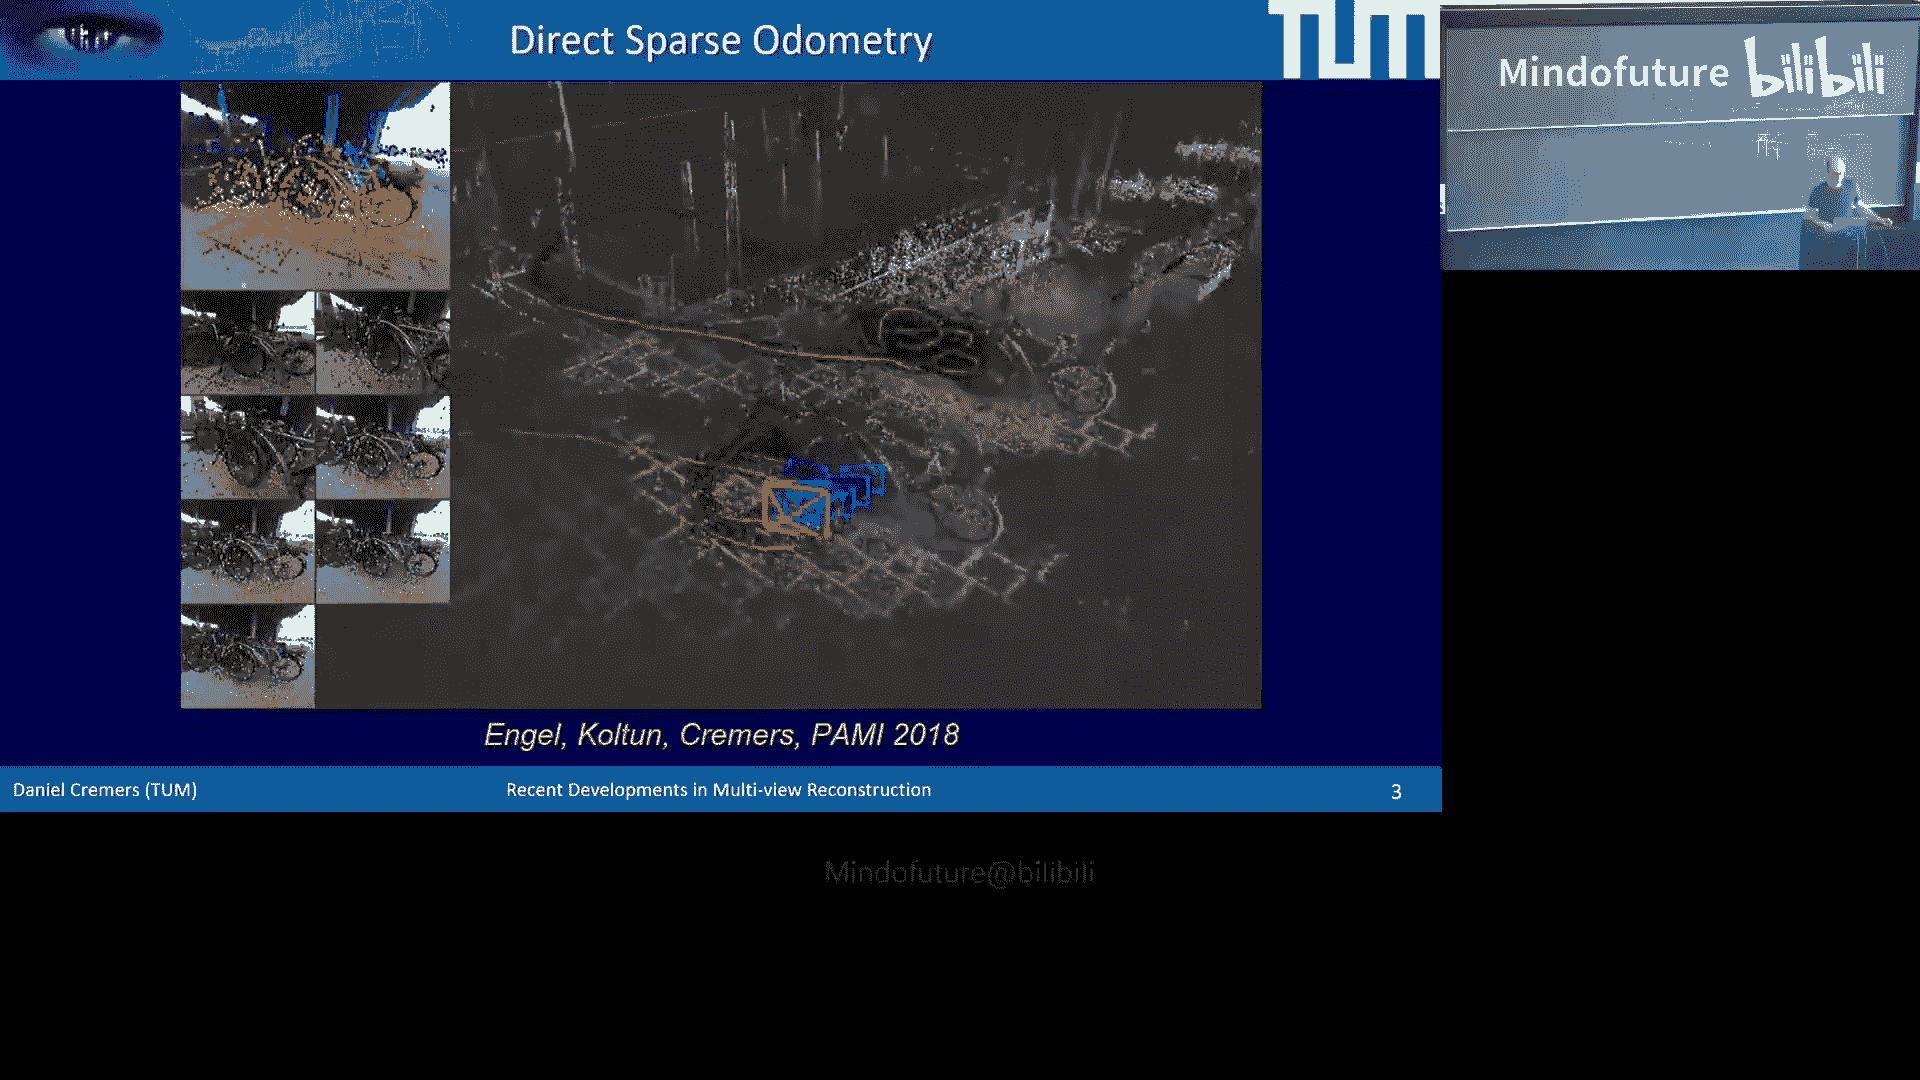 Direct Sparse Odometry
TUM
Mindofuture bilibili
Engel, Koltun, Cremers, PAMI 2018
Daniel Cremers (TUM)
Recent Developments in Multi-view Reconstruction
3
Mindofuture@bilibili